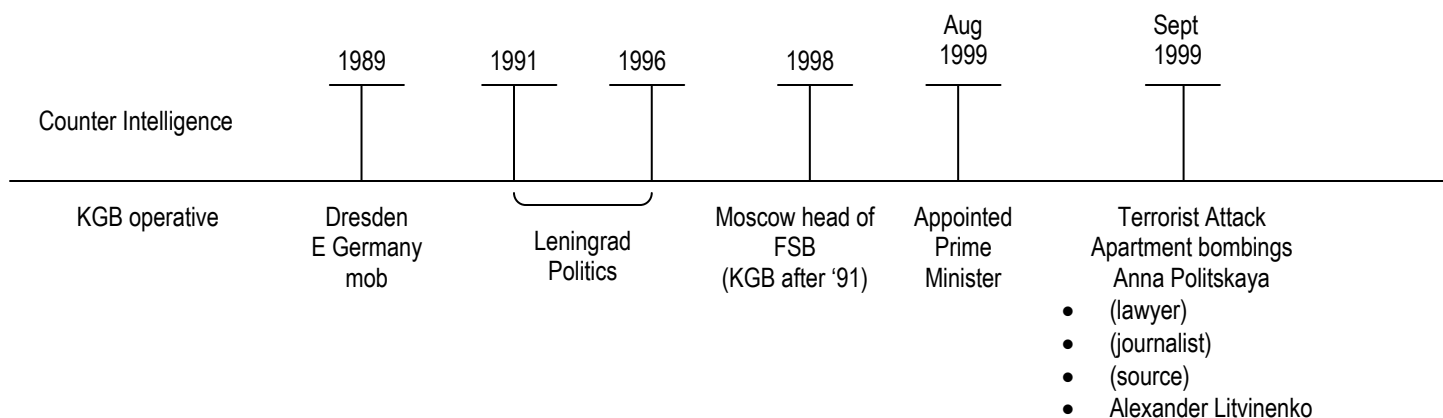 Aug
Sept
1989
1991
1996
1998
1999
1999
Counter Intelligence
KGB operative
Dresden
E Germany
mob
Leningrad
Politics
Moscow head of
FSB
(KGB after ‘91)
Appointed
Prime
Minister
Terrorist Attack
Apartment bombings
Anna Politskaya
• (lawyer)
• (journalist)
• (source)
• Alexander Litvinenko